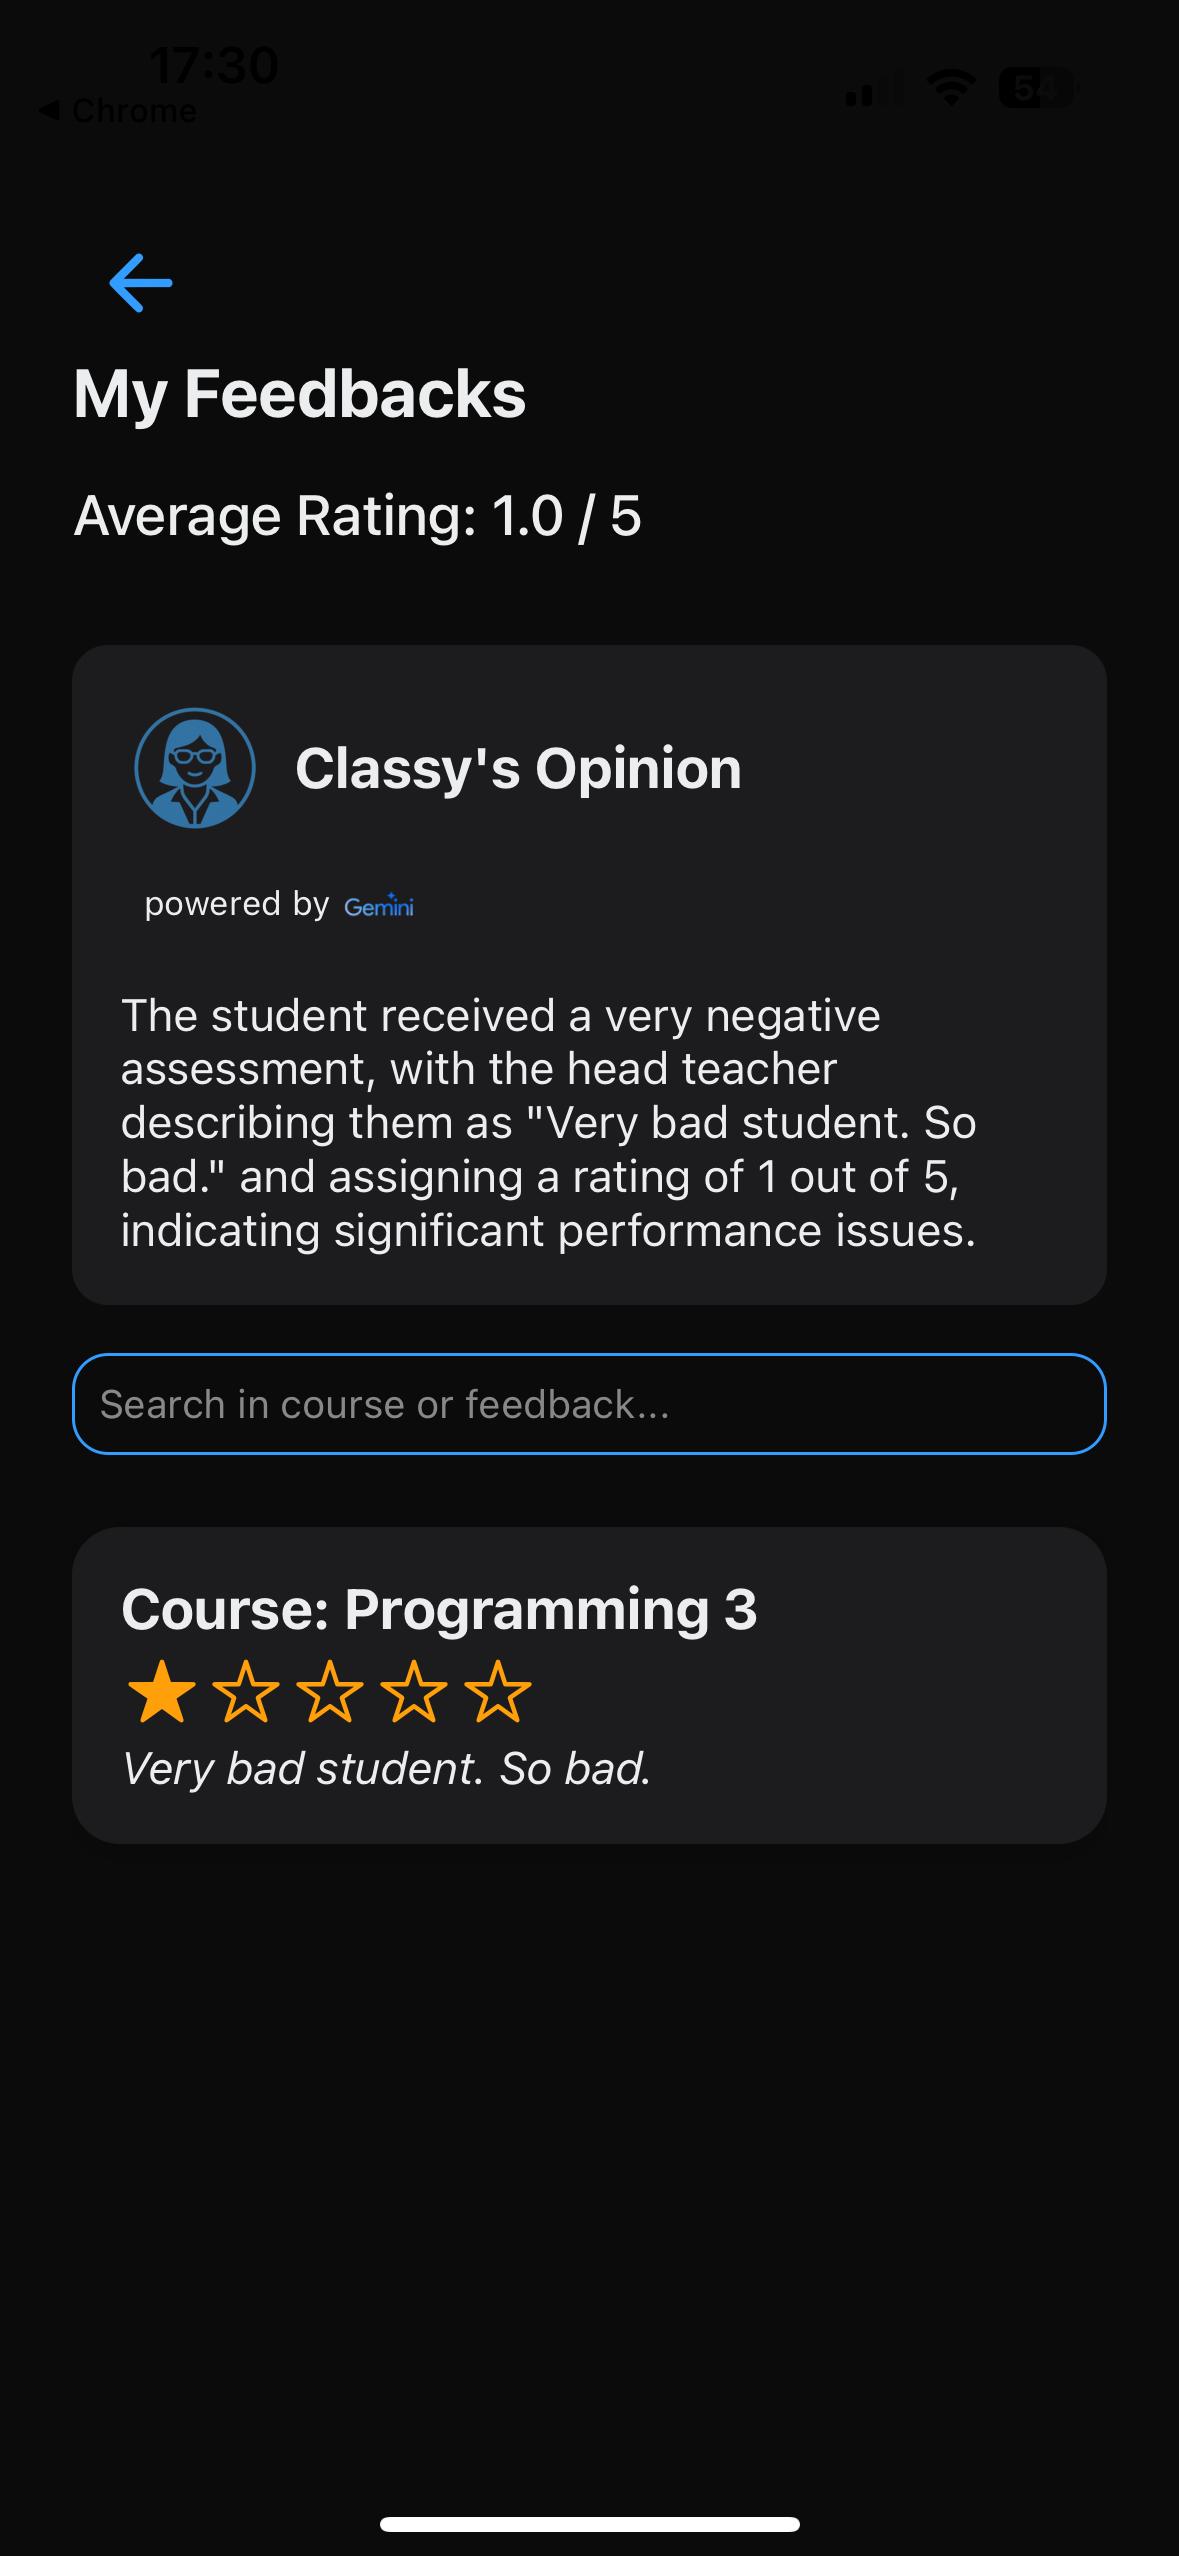 17:30
◀ Chrome
54
My Feedbacks
Average Rating: 1.0 / 5
Classy's Opinion
powered by Gemini
The student received a very negative
assessment, with the head teacher
describing them as "Very bad student. So
bad." and assigning a rating of 1 out of 5,
indicating significant performance issues.
Search in course or feedback...
Course: Programming 3
Very bad student. So bad.